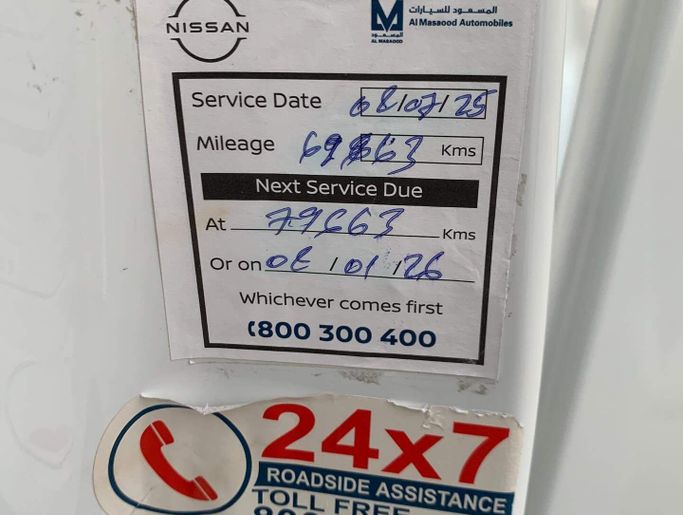 NISSAN
المسعود للسيارات
Al Masaood Automobiles
المسعود
AL MASAOOD
Service Date 08/07/25
Mileage 69663 Kms
Next Service Due
At 79663 Kms
Or on 08/01/26
Whichever comes first
800 300 400
24x7
ROADSIDE ASSISTANCE
TOLL FREE